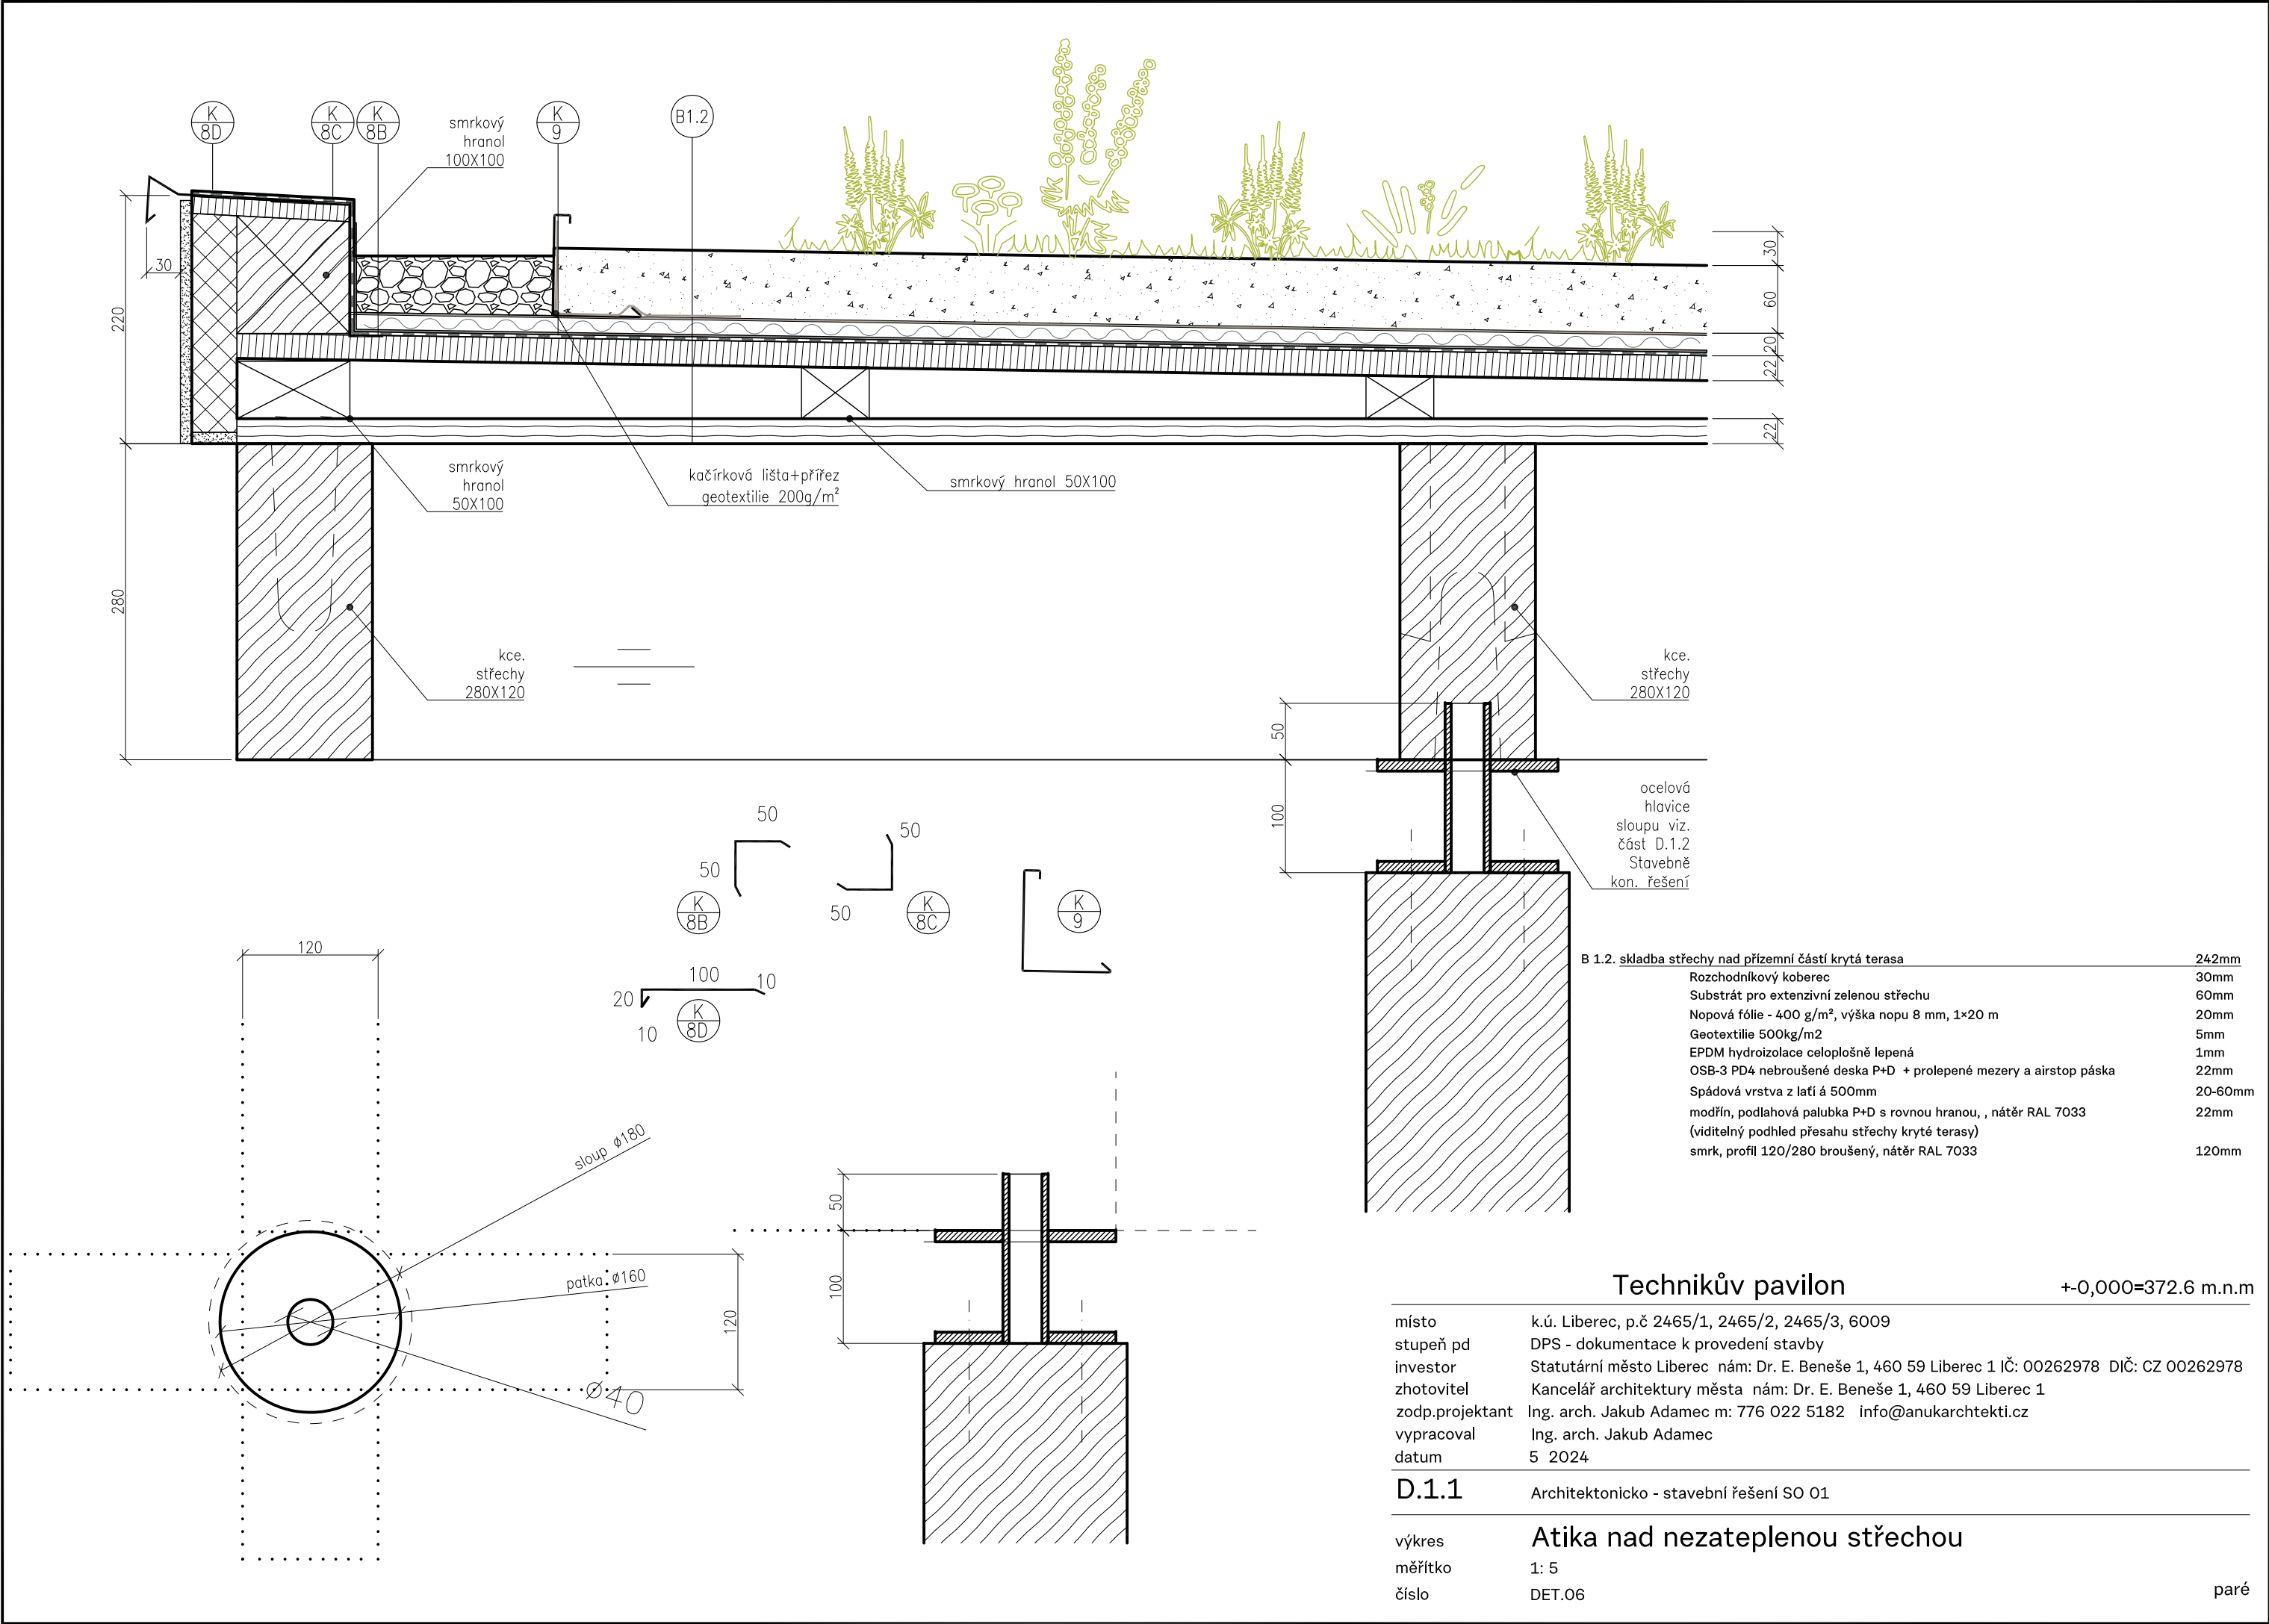 K
8D
K
8C
K
8B
smrkový
hranol
100X100
K
9
B1.2
30
220
280
30
60
20
22
22
smrkový
hranol
50X100
kačírková lišta+přířez
geotextilie 200g/m²
smrkový hranol 50X100
kce.
střechy
280X120
kce.
střechy
280X120
50
100
ocelová
hlavice
sloupu viz.
část D.1.2
Stavebně
kon. řešení
50
50
K
8B
50
50
K
8C
K
9
100
10
20
10
K
8D
120
sloup ø180
patka ø160
120
Ø40
50
100
B 1.2. skladba střechy nad přízemní částí krytá terasa 242mm
Rozchodníkový koberec 30mm
Substrát pro extenzivní zelenou střechu 60mm
Nopová fólie - 400 g/m², výška nopu 8 mm, 1×20 m 20mm
Geotextilie 500kg/m2 5mm
EPDM hydroizolace celoplošně lepená 1mm
OSB-3 PD4 nebroušené deska P+D + prolepené mezery a airstop páska 22mm
Spádová vrstva z latí á 500mm 20-60mm
modřín, podlahová palubka P+D s rovnou hranou, , nátěr RAL 7033 22mm
(viditelný podhled přesahu střechy kryté terasy)
smrk, profil 120/280 broušený, nátěr RAL 7033 120mm
Technikův pavilon +-0,000=372.6 m.n.m
místo k.ú. Liberec, p.č 2465/1, 2465/2, 2465/3, 6009
stupeň pd DPS - dokumentace k provedení stavby
investor Statutární město Liberec nám: Dr. E. Beneše 1, 460 59 Liberec 1 IČ: 00262978 DIČ: CZ 00262978
zhotovitel Kancelář architektury města nám: Dr. E. Beneše 1, 460 59 Liberec 1
zodp.projektant Ing. arch. Jakub Adamec m: 776 022 5182 info@anukarchtekti.cz
vypracoval Ing. arch. Jakub Adamec
datum 5 2024
D.1.1 Architektonicko - stavební řešení SO 01
výkres Atika nad nezateplenou střechou
měřítko 1: 5
číslo DET.06 paré